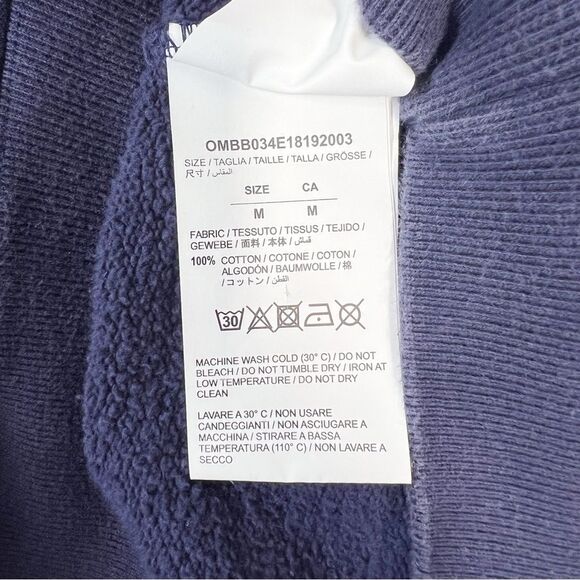 OMBB034E18192003
SIZE / TAGLIA / TAILLE / TALLA / GRÖSSE /
尺寸 / المقاس /
SIZE CA
M M
FABRIC / TESSUTO / TISSUS / TEJIDO /
GEWEBE / 面料 / 本体 / قماش /
100% COTTON / COTONE / COTON /
ALGODÓN / BAUMWOLLE / 棉
/ コットン / القطن /
30
MACHINE WASH COLD (30° C) / DO NOT
BLEACH / DO NOT TUMBLE DRY / IRON AT
LOW TEMPERATURE / DO NOT DRY
CLEAN
LAVARE A 30° C / NON USARE
CANDEGGIANTI / NON ASCIUGARE A
MACCHINA / STIRARE A BASSA
TEMPERATURA (110° C) / NON LAVARE A
SECCO